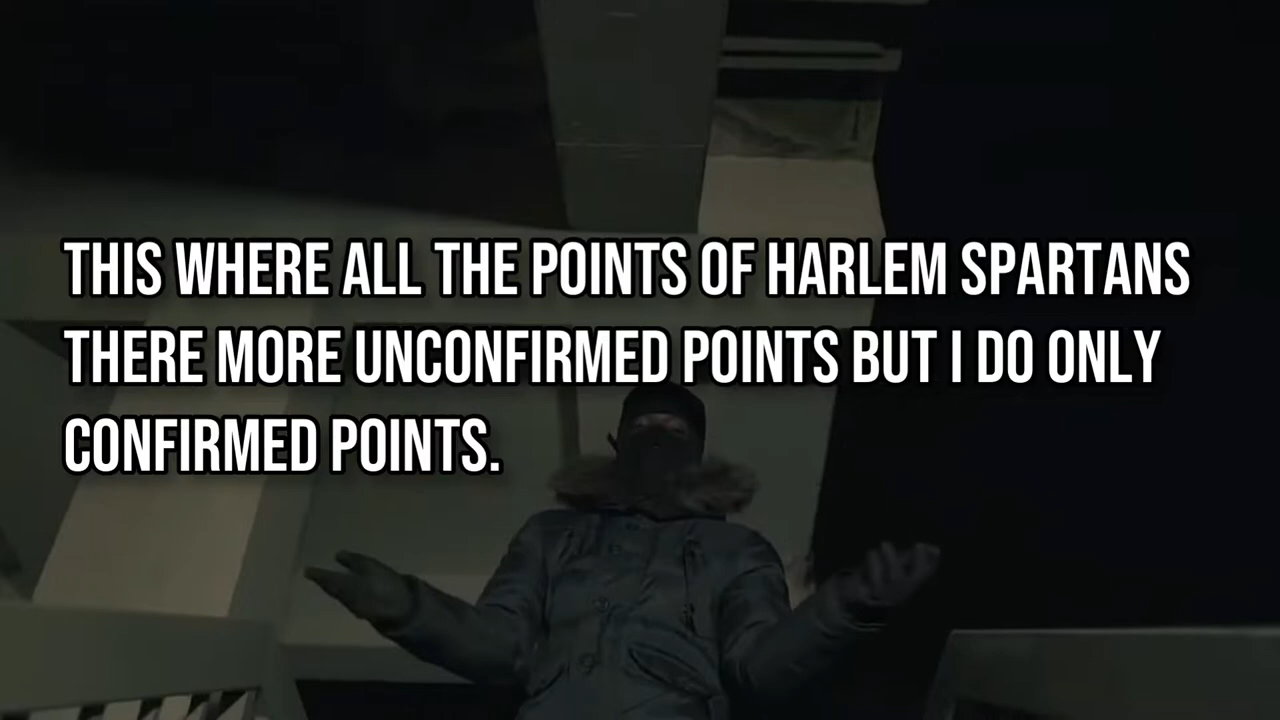 THIS WHERE ALL THE POINTS OF HARLEM SPARTANS
THERE MORE UNCONFIRMED POINTS BUT I DO ONLY
CONFIRMED POINTS.